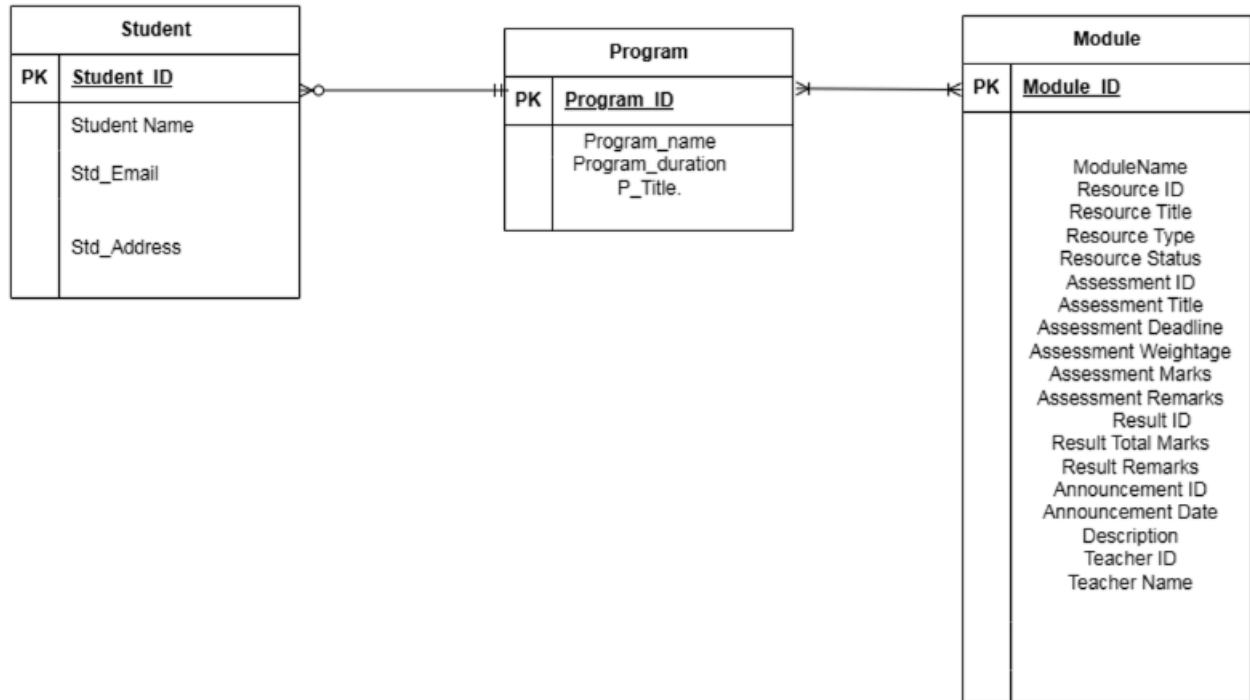 Student
PK Student_ID
Student Name
Std_Email
Std_Address
Program
PK Program_ID
Program_name
Program_duration
P_Title.
Module
PK Module_ID
ModuleName
Resource ID
Resource Title
Resource Type
Resource Status
Assessment ID
Assessment Title
Assessment Deadline
Assessment Weightage
Assessment Marks
Assessment Remarks
Result ID
Result Total Marks
Result Remarks
Announcement ID
Announcement Date
Description
Teacher ID
Teacher Name